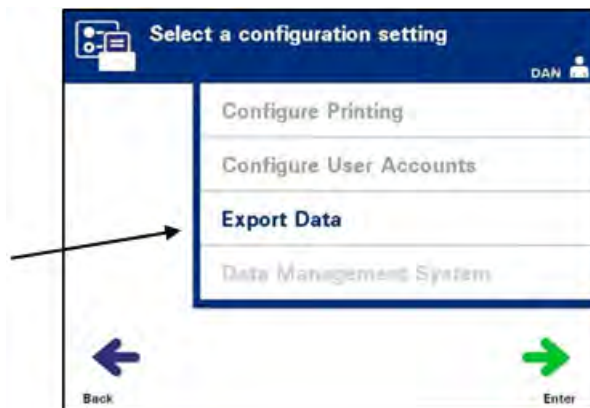 Select a configuration setting
DAN
Configure Printing
Configure User Accounts
Export Data
Data Management System
Back
Enter